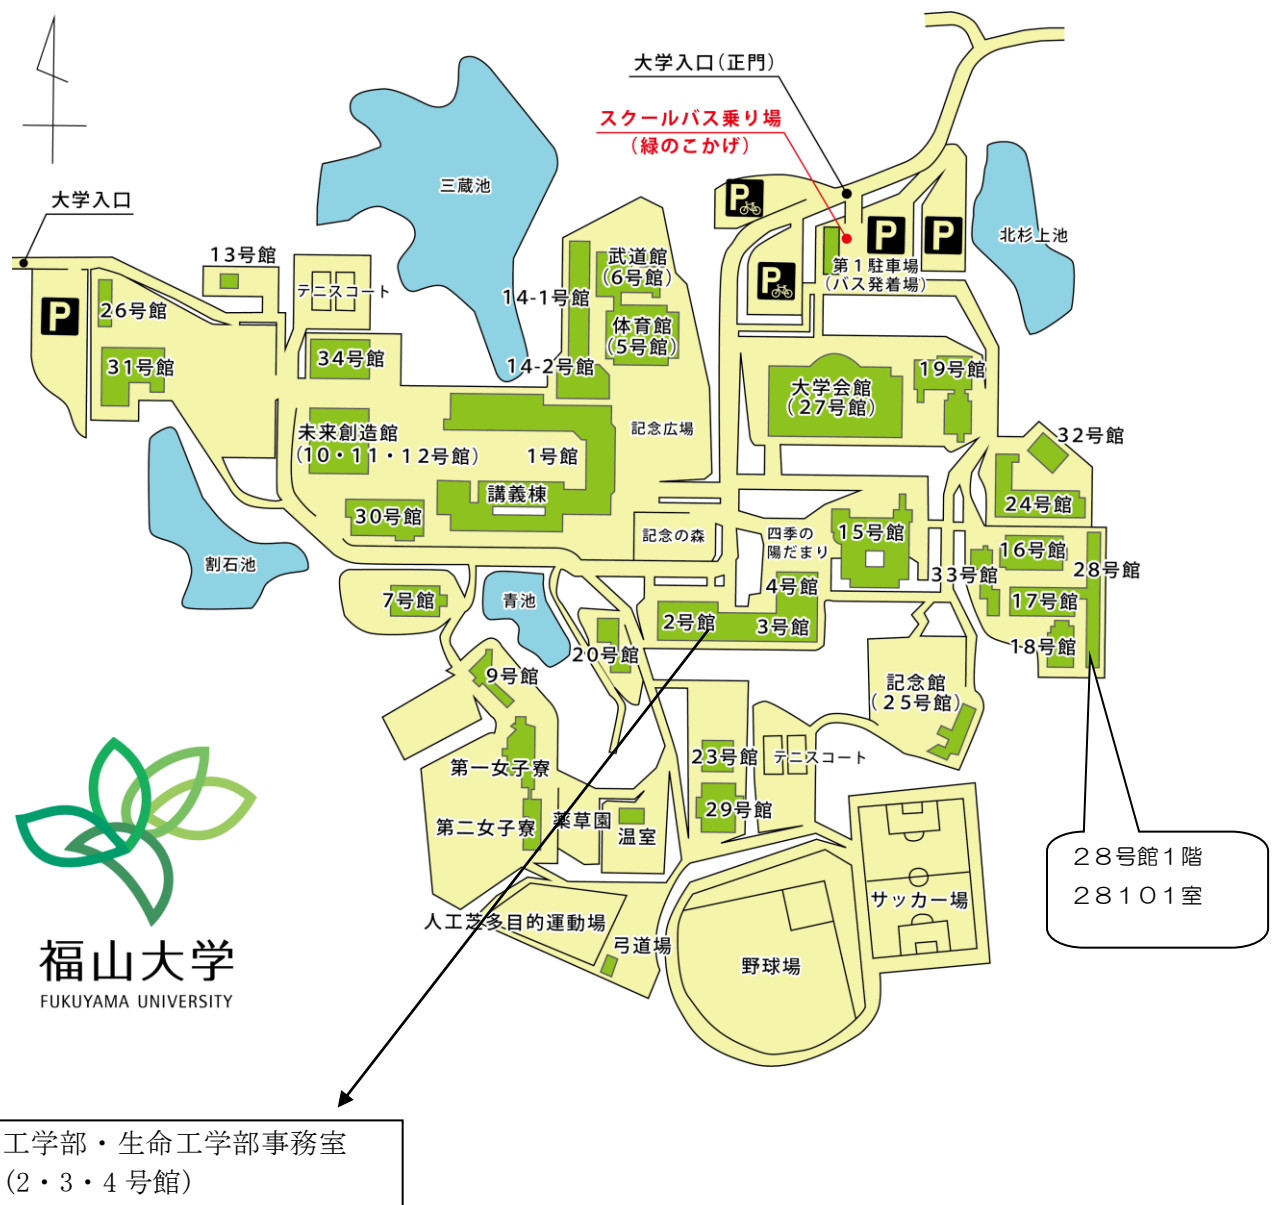 大学入口（正門）
スクールバス乗り場
（緑のこかげ）
三蔵池
大学入口
P
P
P
北杉上池
13号館
武道館
（6号館）
第１駐車場
（バス発着場）
P
テニスコート
14-1号館
P
26号館
体育館
（5号館）
31号館
34号館
14-2号館
19号館
大学会館
（27号館）
記念広場
32号館
未来創造館
（10・11・12号館）
1号館
講義棟
24号館
30号館
記念の森
四季の
陽だまり
15号館
16号館
割石池
28号館
33号館
4号館
青池
7号館
17号館
2号館
3号館
18号館
20号館
9号館
記念館
（25号館）
23号館
テニスコート
第一女子寮
29号館
第二女子寮
薬草園
温室
２８号館１階
２８１０１室
サッカー場
人工芝多目的運動場
弓道場
野球場
福山大学
FUKUYAMA UNIVERSITY
工学部・生命工学部事務室
（2・3・4 号館）